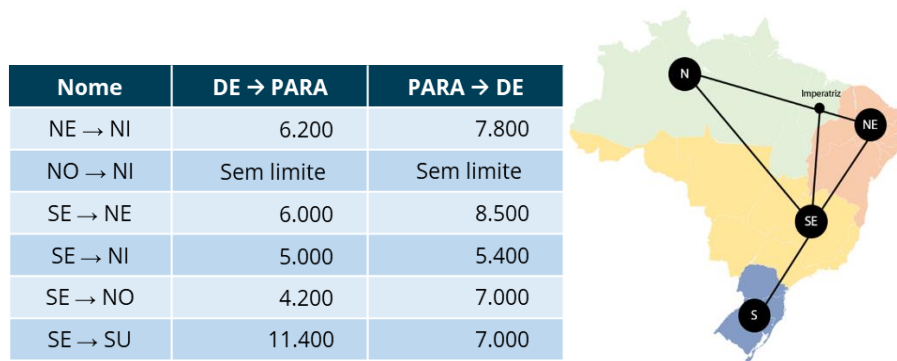 Nome DE → PARA PARA → DE
NE → NI 6.200 7.800
NO → NI Sem limite Sem limite
SE → NE 6.000 8.500
SE → NI 5.000 5.400
SE → NO 4.200 7.000
SE → SU 11.400 7.000
N
Imperatriz
NE
SE
S